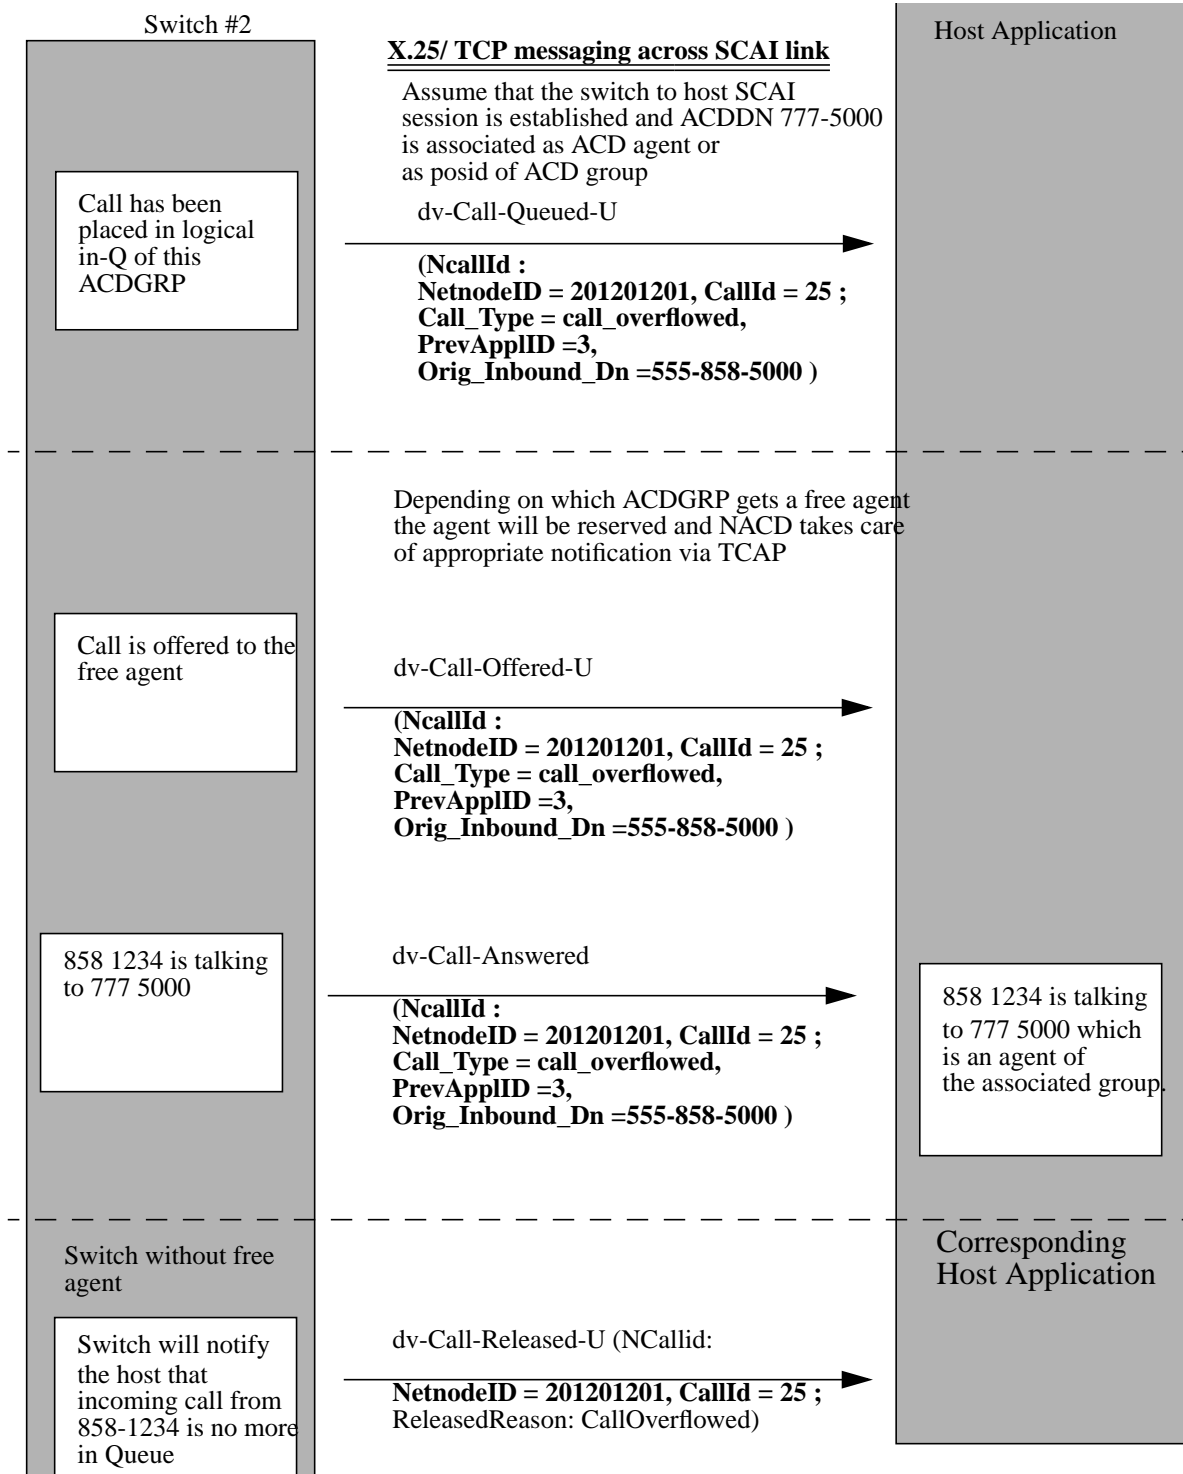 Switch #2
Host Application
X.25/ TCP messaging across SCAI link
Assume that the switch to host SCAI
session is established and ACDDN 777-5000
is associated as ACD agent or
as posid of ACD group
Call has been
placed in logical
in-Q of this
ACDGRP
dv-Call-Queued-U
(NcallId :
NetnodeID = 201201201, CallId = 25 ;
Call_Type = call_overflowed,
PrevApplID =3,
Orig_Inbound_Dn =555-858-5000 )
Depending on which ACDGRP gets a free agent
the agent will be reserved and NACD takes care
of appropriate notification via TCAP
Call is offered to the
free agent
dv-Call-Offered-U
(NcallId :
NetnodeID = 201201201, CallId = 25 ;
Call_Type = call_overflowed,
PrevApplID =3,
Orig_Inbound_Dn =555-858-5000 )
858 1234 is talking
to 777 5000
dv-Call-Answered
(NcallId :
NetnodeID = 201201201, CallId = 25 ;
Call_Type = call_overflowed,
PrevApplID =3,
Orig_Inbound_Dn =555-858-5000 )
858 1234 is talking
to 777 5000 which
is an agent of
the associated group.
Switch without free
agent
Corresponding
Host Application
Switch will notify
the host that
incoming call from
858-1234 is no more
in Queue
dv-Call-Released-U (NCallid:
NetnodeID = 201201201, CallId = 25 ;
ReleasedReason: CallOverflowed)